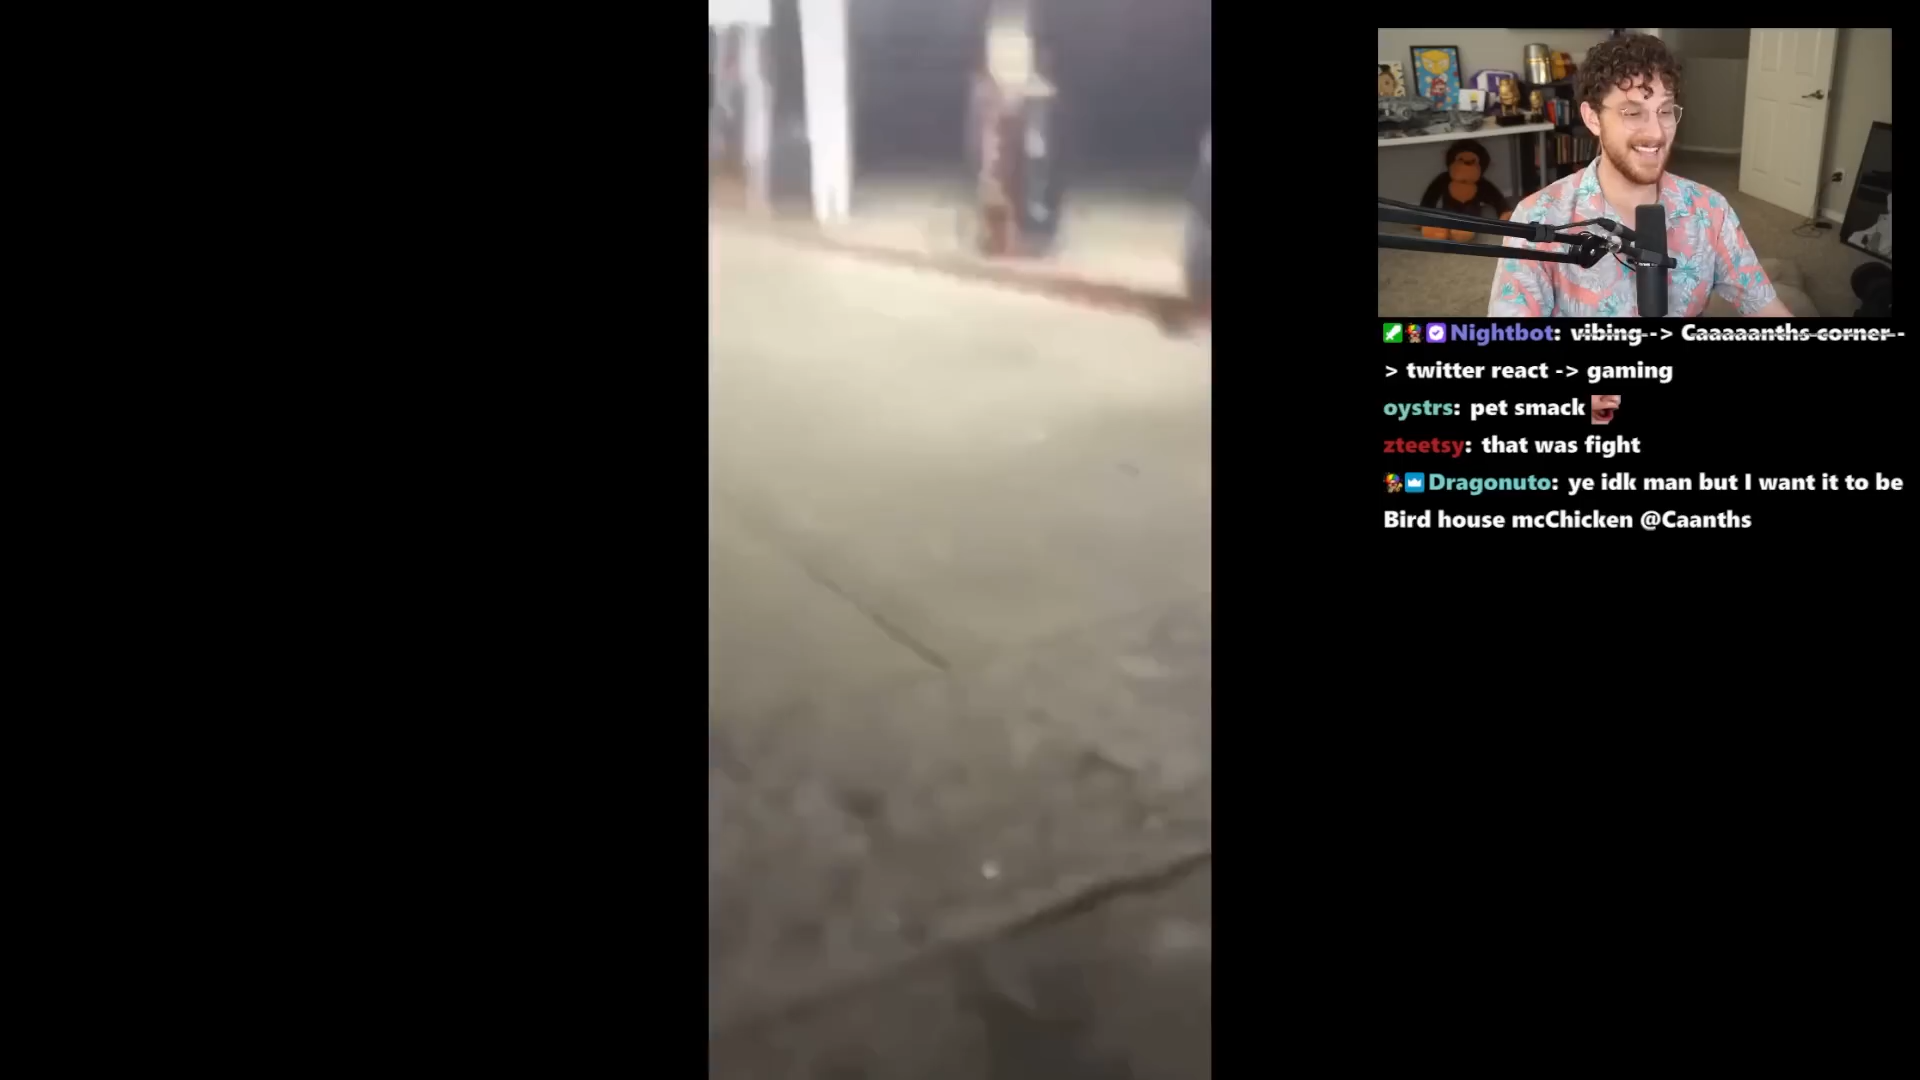 Nightbot: vibing --> Caaaaanths corner -
> twitter react -> gaming
oystrs: pet smack
zteetsy: that was fight
Dragonuto: ye idk man but I want it to be
Bird house mcChicken @Caanths